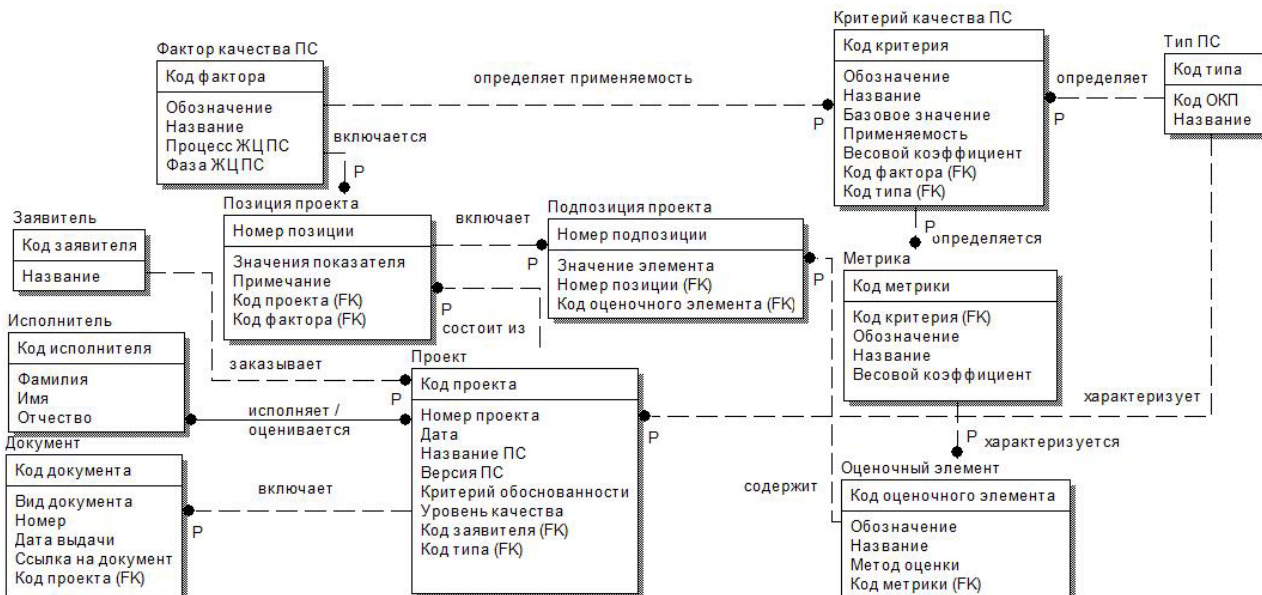 Фактор качества ПС
Код фактора
Обозначение
Название
Процесс ЖЦ ПС
Фаза ЖЦ ПС
определяет применяемость
P
Критерий качества ПС
Код критерия
Обозначение
Название
Базовое значение
Применяемость
Весовой коэффициент
Код фактора (FK)
Код типа (FK)
определяет
P
Тип ПС
Код типа
Код ОКП
Название
включается
P
Заявитель
Код заявителя
Название
Позиция проекта
Номер позиции
Значения показателя
Примечание
Код проекта (FK)
Код фактора (FK)
включает
P
Подпозиция проекта
Номер подпозиции
Значение элемента
Номер позиции (FK)
Код оценочного элемента (FK)
P
P
определяется
Метрика
Код метрики
Код критерия (FK)
Обозначение
Название
Весовой коэффициент
P
состоит из
Исполнитель
Код исполнителя
Фамилия
Имя
Отчество
заказывает
P
исполняет /
оценивается
Проект
Код проекта
Номер проекта
Дата
Название ПС
Версия ПС
Критерий обоснованности
Уровень качества
Код заявителя (FK)
Код типа (FK)
характеризует
P
P
характеризуется
Документ
Код документа
Вид документа
Номер
Дата выдачи
Ссылка на документ
Код проекта (FK)
включает
P
содержит
Оценочный элемент
Код оценочного элемента
Обозначение
Название
Метод оценки
Код метрики (FK)